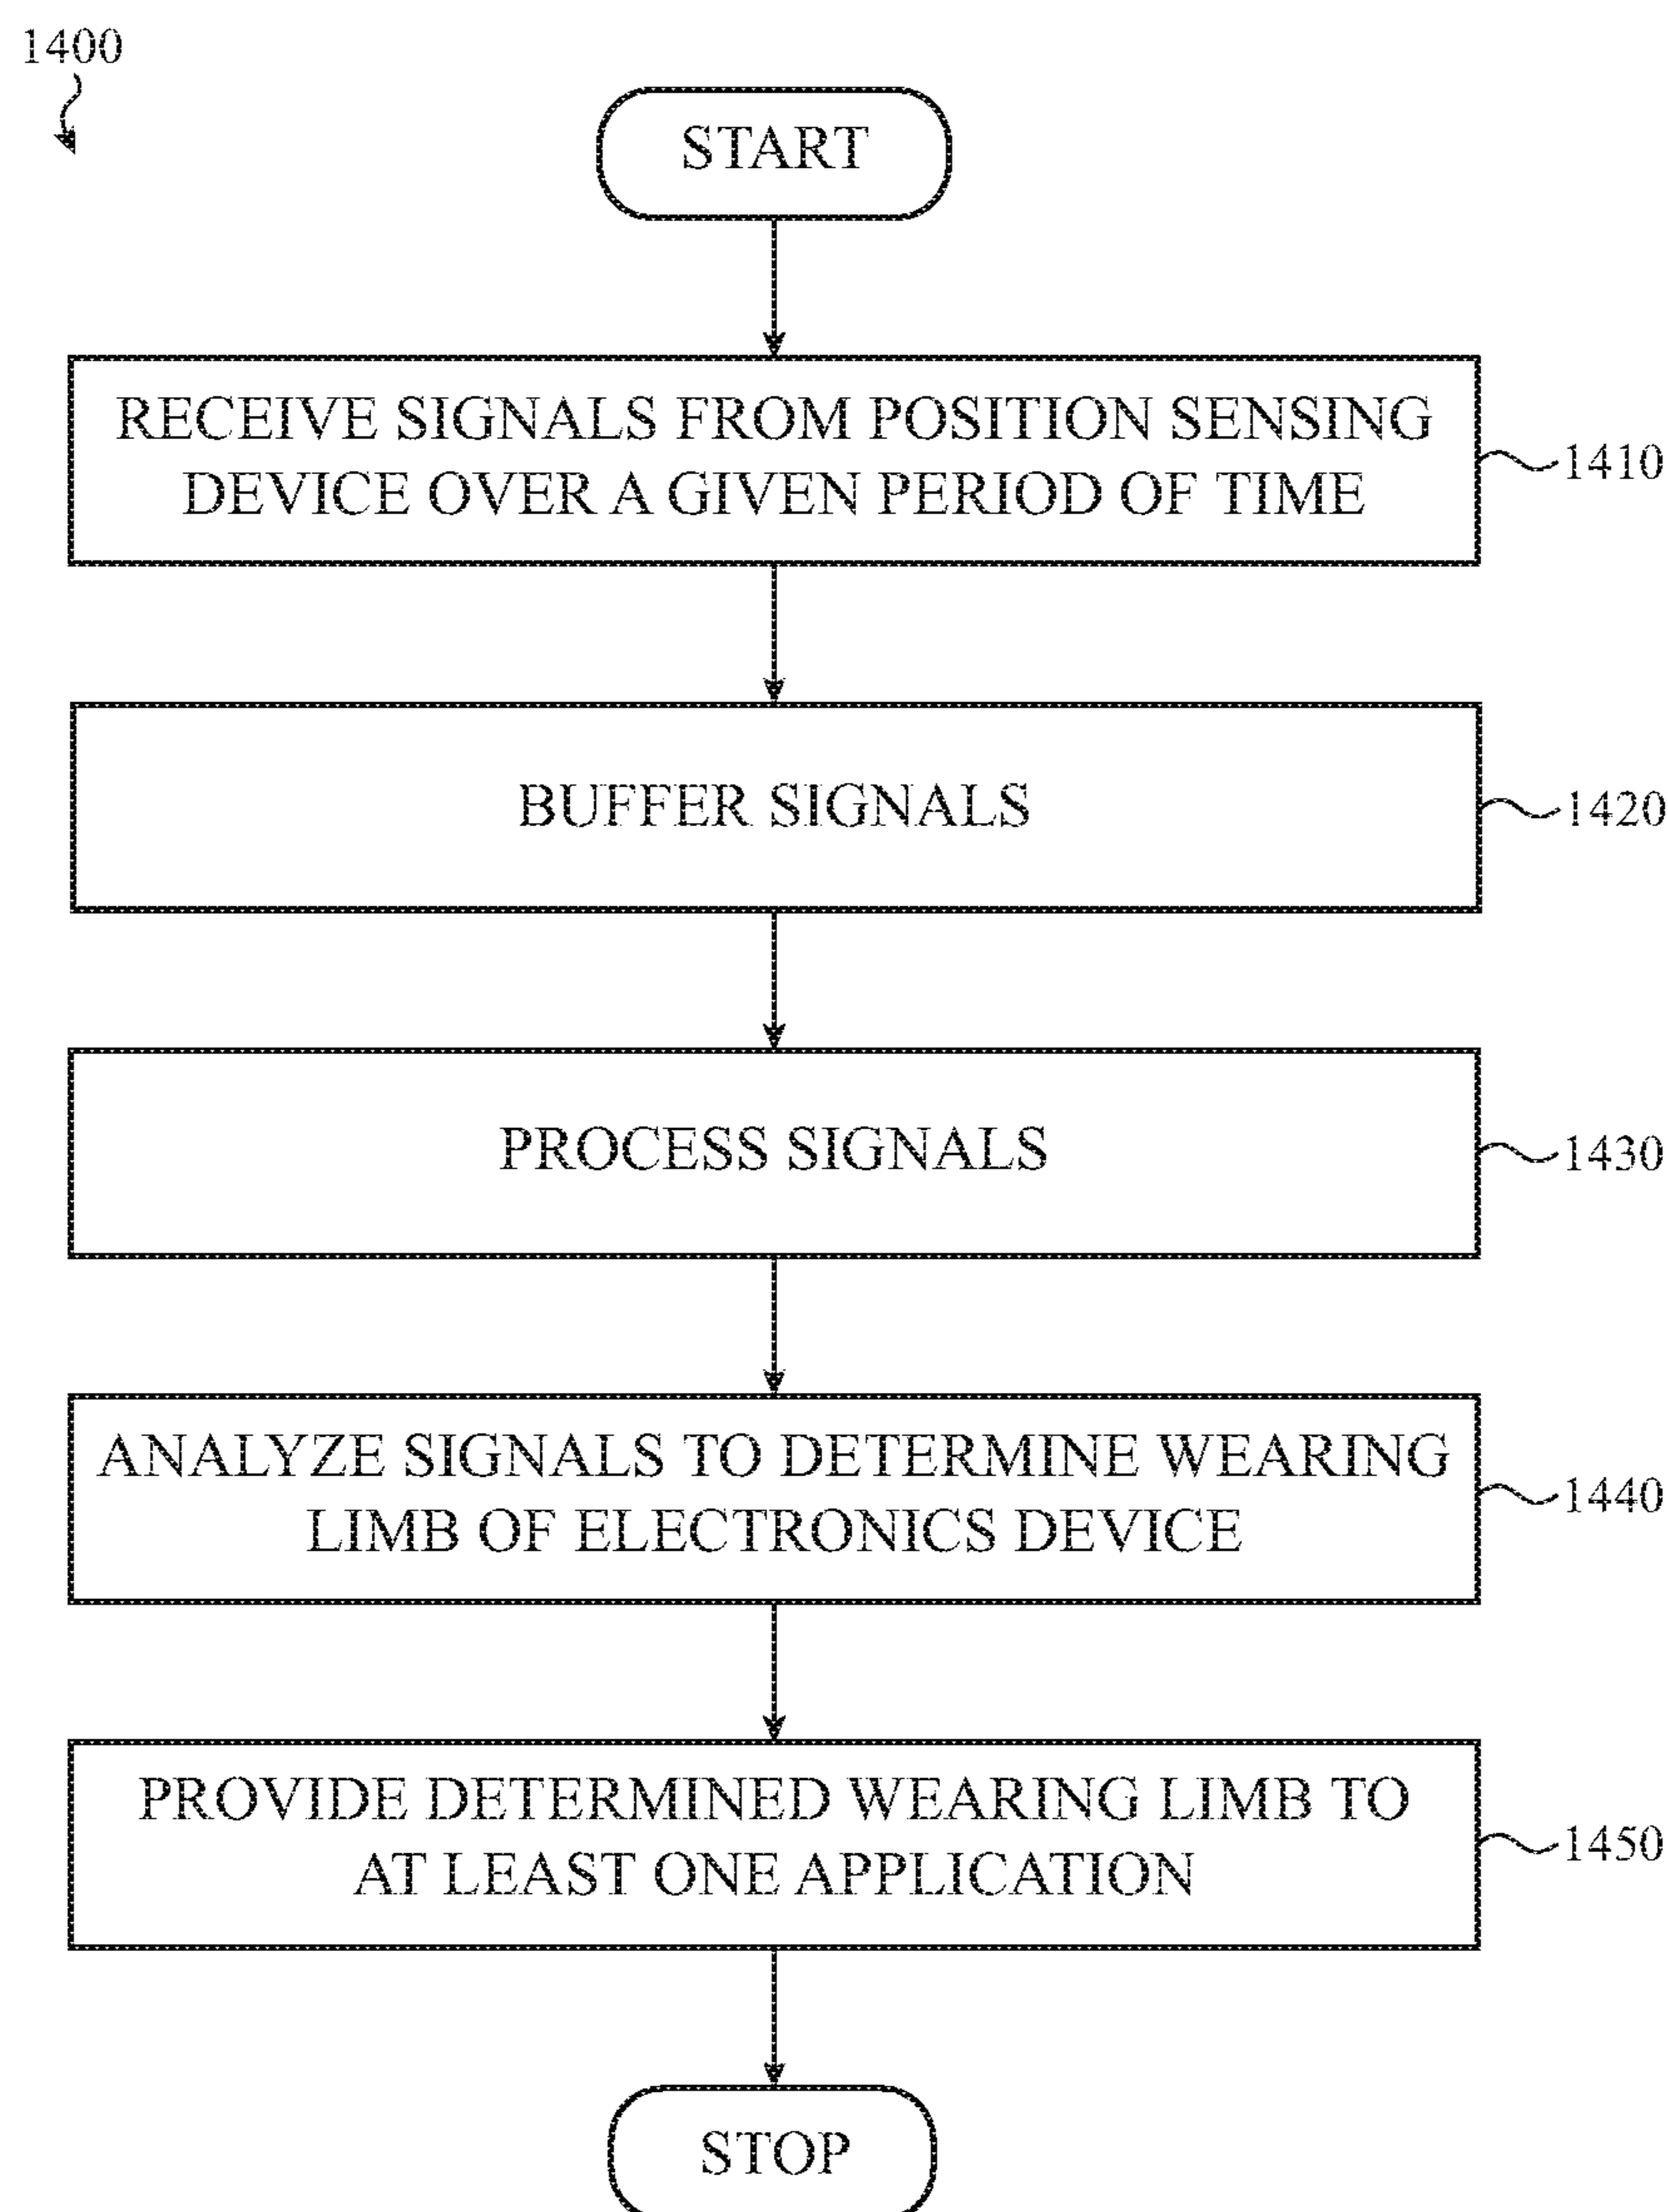 1400
START
RECEIVE SIGNALS FROM POSITION SENSING
DEVICE OVER A GIVEN PERIOD OF TIME
1410
BUFFER SIGNALS
1420
PROCESS SIGNALS
1430
ANALYZE SIGNALS TO DETERMINE WEARING
LIMB OF ELECTRONICS DEVICE
1440
PROVIDE DETERMINED WEARING LIMB TO
AT LEAST ONE APPLICATION
1450
STOP